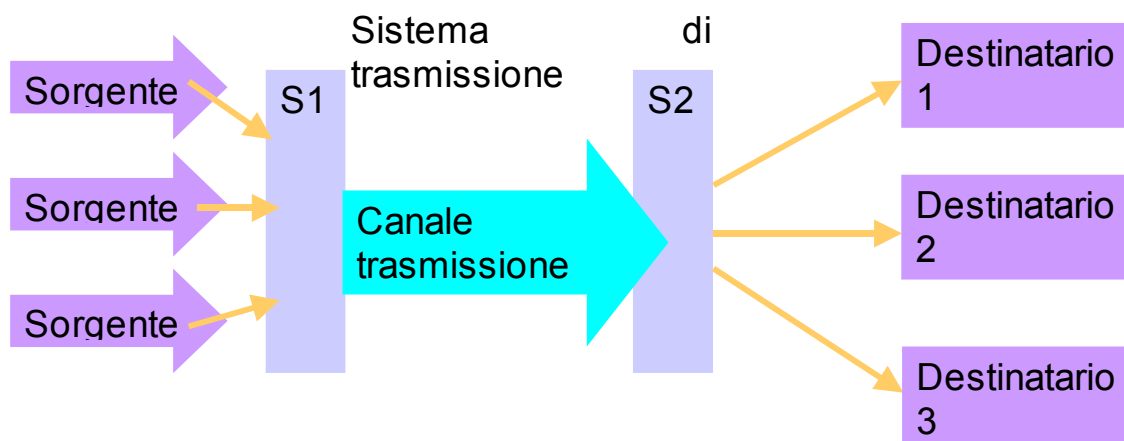 Sistema di
trasmissione
Sorgente
Sorgente
Sorgente
S1
Canale
trasmissione
S2
Destinatario
1
Destinatario
2
Destinatario
3